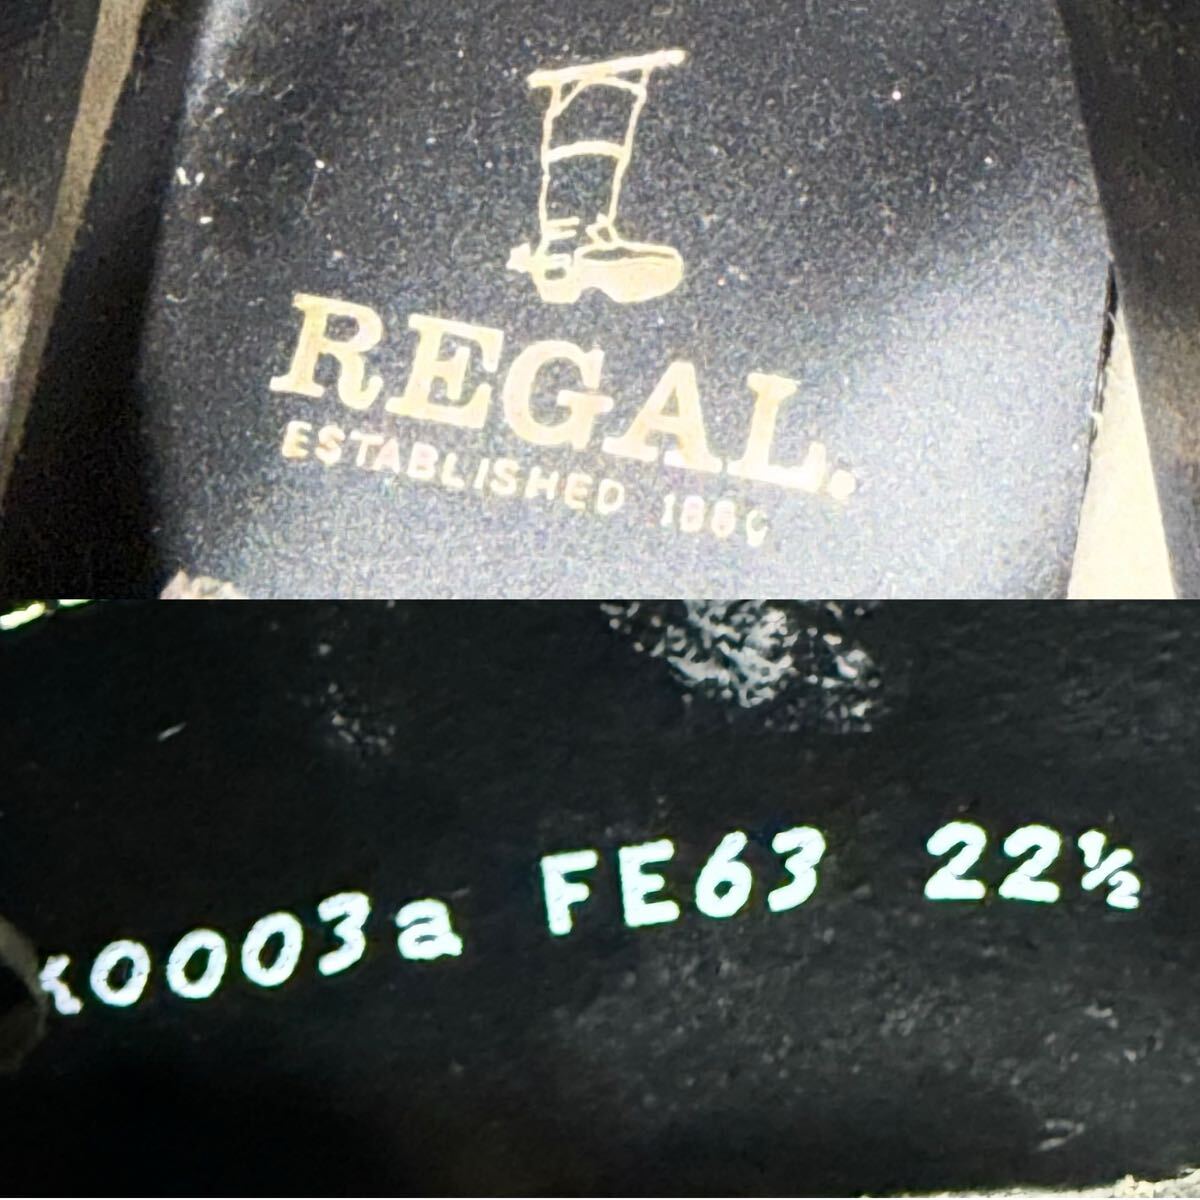 REGAL.
ESTABLISHED 1880
0003a FE63 22½